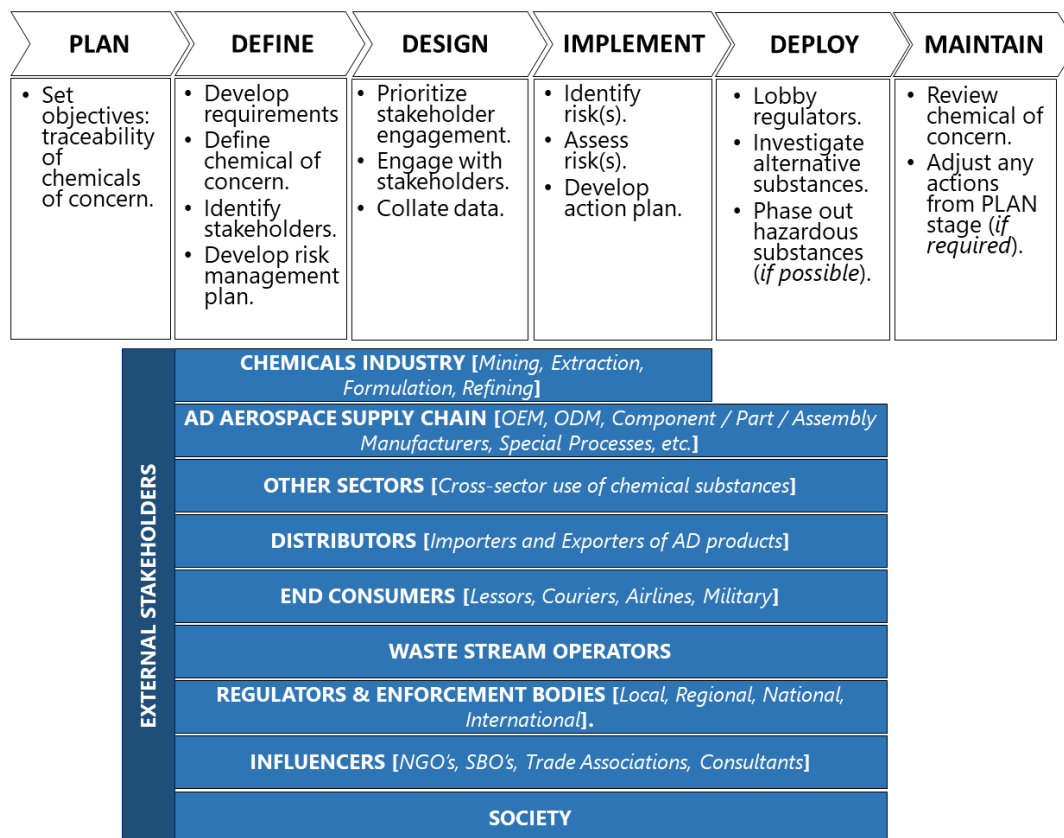 PLAN
DEFINE
DESIGN
IMPLEMENT
DEPLOY
MAINTAIN
• Set
objectives:
traceability
of
chemicals
of concern.
• Develop
requirements
• Define
chemical of
concern.
• Identify
stakeholders.
• Develop risk
management
plan.
• Prioritize
stakeholder
engagement.
• Engage with
stakeholders.
• Collate data.
• Identify
risk(s).
• Assess
risk(s).
• Develop
action plan.
• Lobby
regulators.
• Investigate
alternative
substances.
• Phase out
hazardous
substances
(if possible).
• Review
chemical of
concern.
• Adjust any
actions
from PLAN
stage (if
required).
EXTERNAL STAKEHOLDERS
CHEMICALS INDUSTRY [Mining, Extraction,
Formulation, Refining]
AD AEROSPACE SUPPLY CHAIN [OEM, ODM, Component / Part / Assembly
Manufacturers, Special Processes, etc.]
OTHER SECTORS [Cross-sector use of chemical substances]
DISTRIBUTORS [Importers and Exporters of AD products]
END CONSUMERS [Lessors, Couriers, Airlines, Military]
WASTE STREAM OPERATORS
REGULATORS & ENFORCEMENT BODIES [Local, Regional, National,
International].
INFLUENCERS [NGO's, SBO's, Trade Associations, Consultants]
SOCIETY